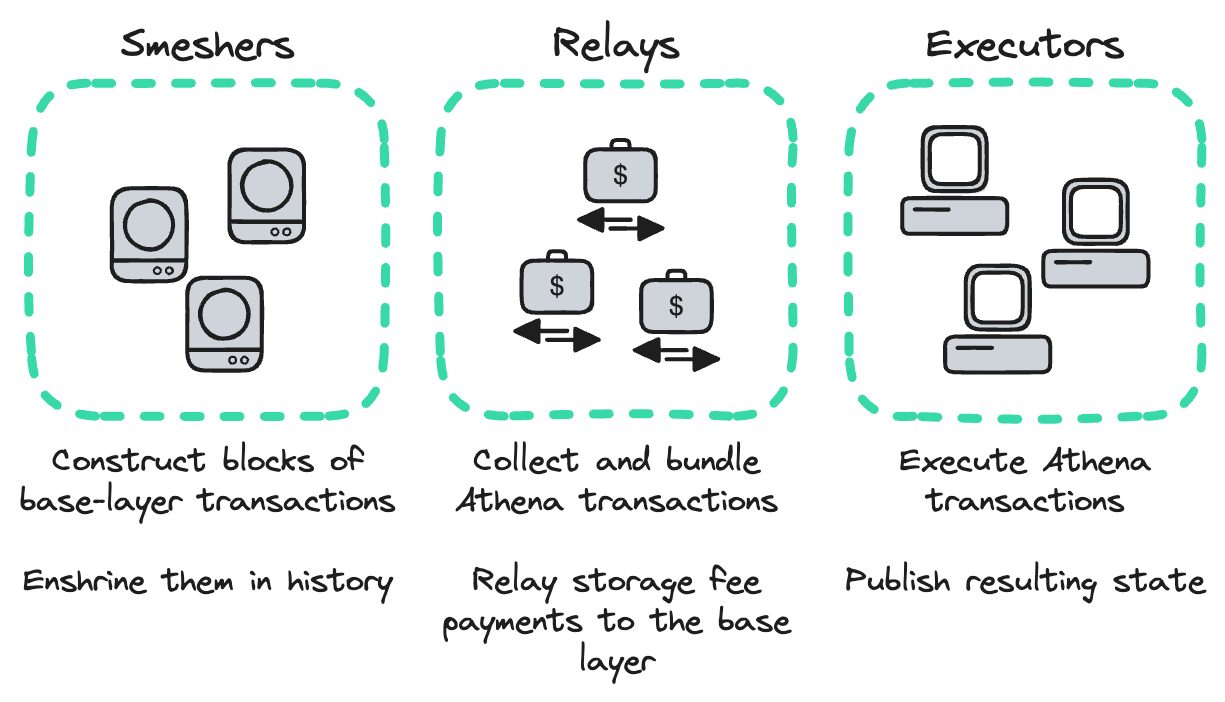 Smeshers
Relays
Executors
$
$
$
Construct blocks of
base-layer transactions
Enshrine them in history
Collect and bundle
Athena transactions
Relay storage fee
payments to the base
layer
Execute Athena
transactions
Publish resulting state